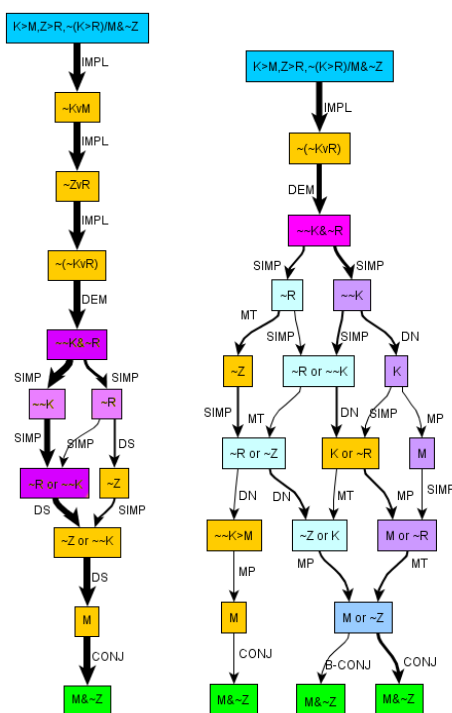 K>M,Z>R,~(K>R)/M&~Z
IMPL
~KvM
IMPL
~ZvR
IMPL
~(~KvR)
DEM
~~K&~R
SIMP
SIMP
~~K
~R
SIMP
SIMP
DS
~R or ~~K
~Z
DS
SIMP
~Z or ~~K
DS
M
CONJ
M&~Z
K>M,Z>R,~(K>R)/M&~Z
IMPL
~(~KvR)
DEM
~~K&~R
SIMP
SIMP
~R
~~K
MT
SIMP
SIMP
DN
~Z
~R or ~~K
K
SIMP
MT
DN
SIMP
MP
~R or ~Z
K or ~R
M
DN
DN
MT
MP
SIMP
~~K>M
~Z or K
M or ~R
MP
MP
MT
M
M or ~Z
CONJ
B-CONJ
CONJ
M&~Z
M&~Z
M&~Z